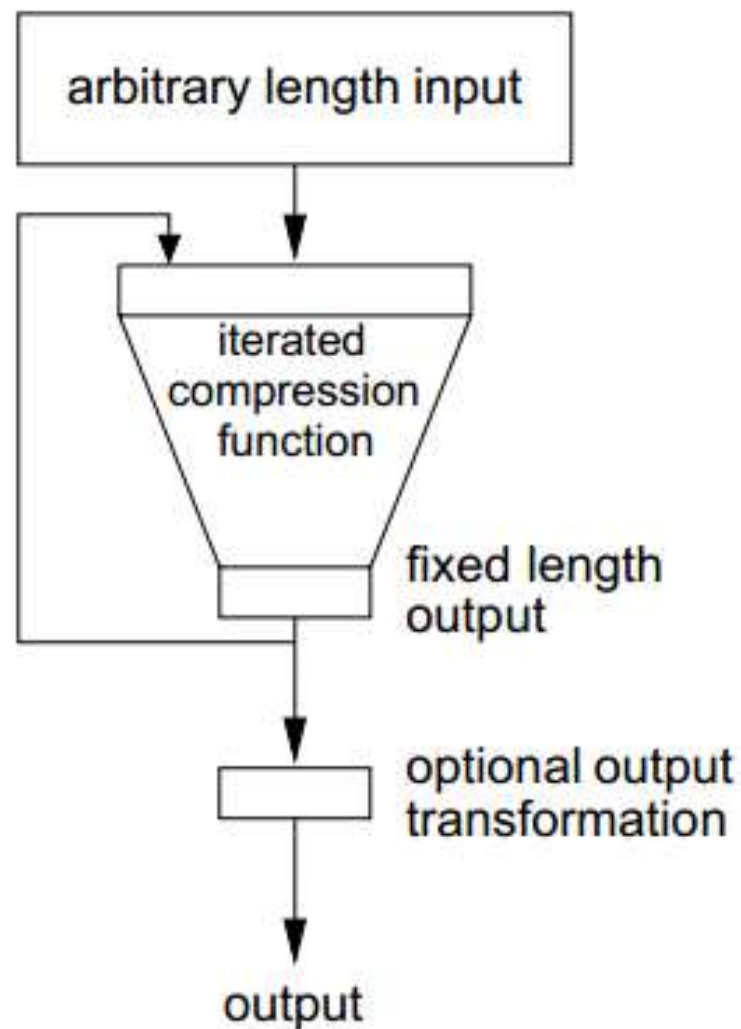 arbitrary length input
iterated
compression
function
fixed length
output
optional output
transformation
output